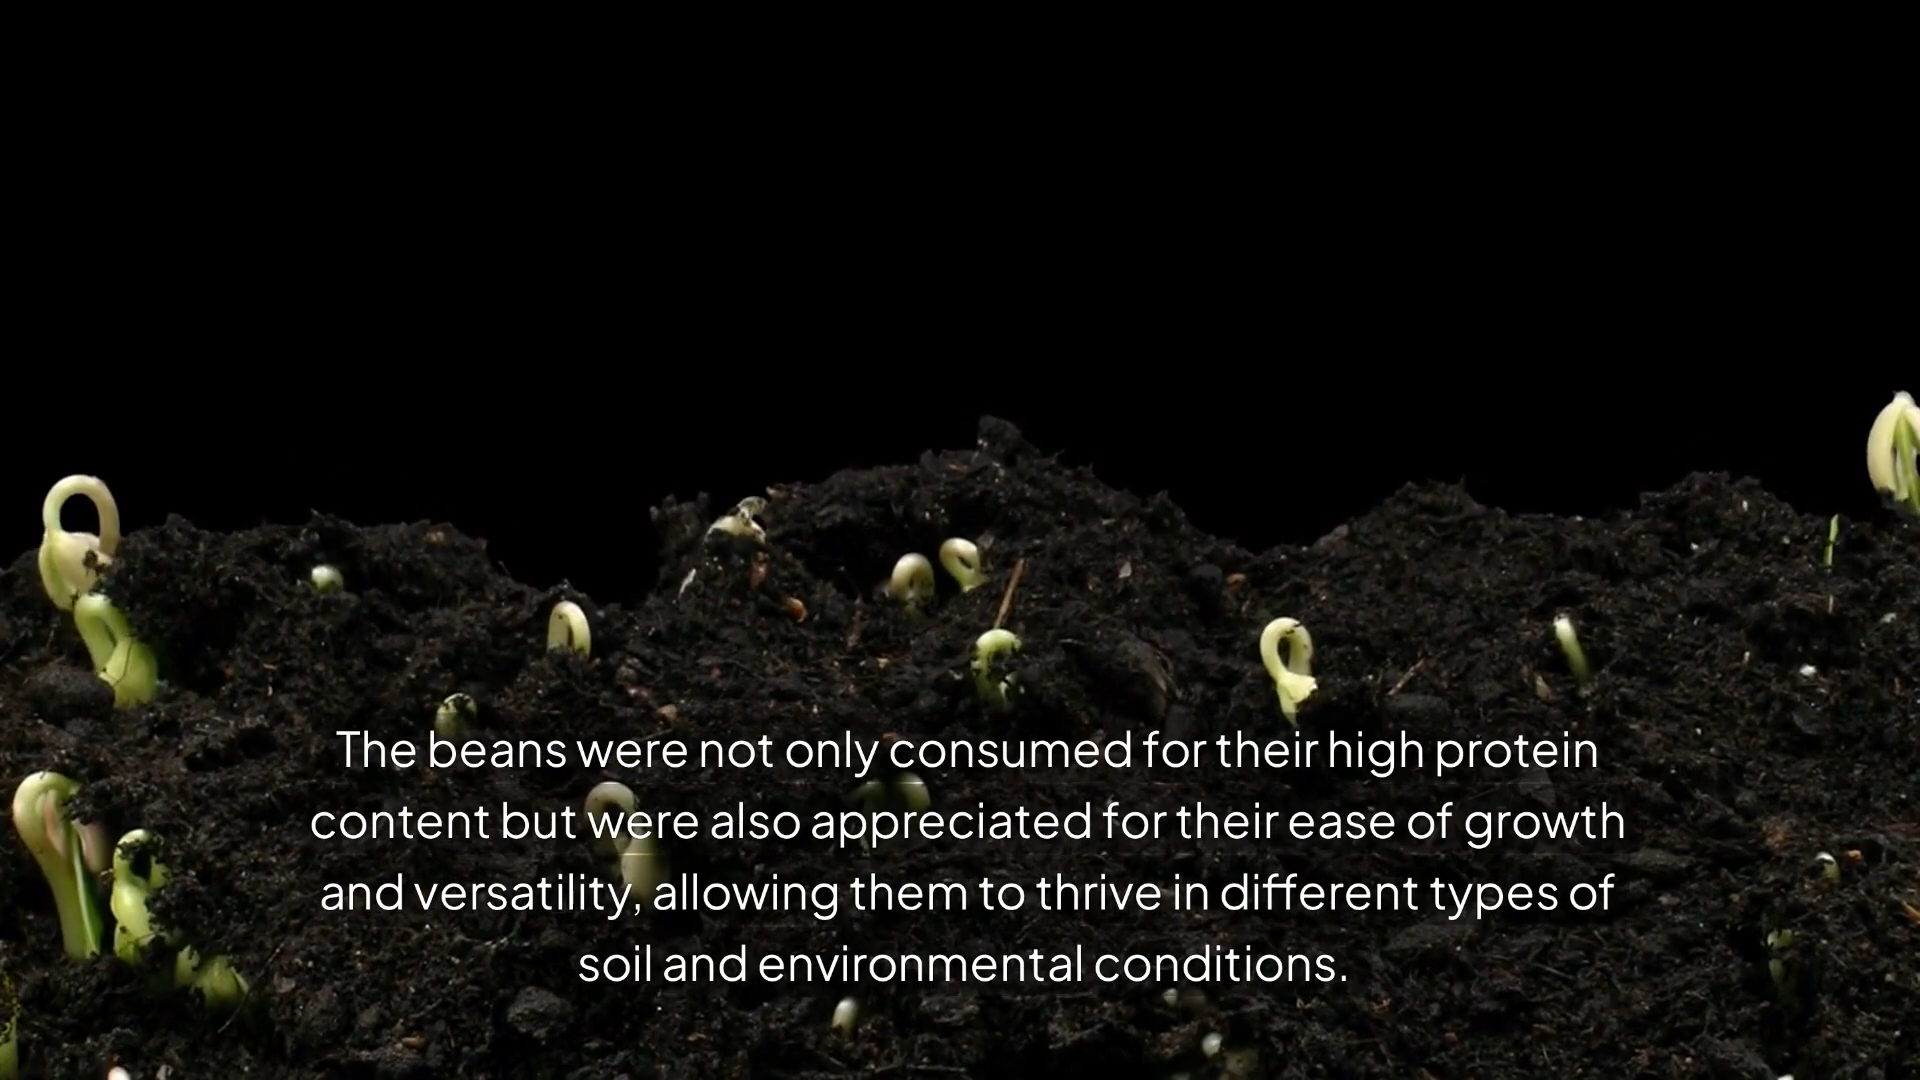 The beans were not only consumed for their high protein
content but were also appreciated for their ease of growth
and versatility, allowing them to thrive in different types of
soil and environmental conditions.